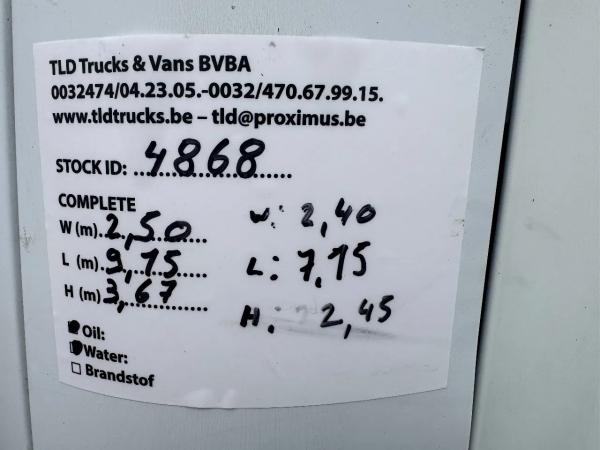 TLD Trucks & Vans BVBA
0032474/04.23.05.-0032/470.67.99.15.
www.tldtrucks.be – tld@proximus.be
STOCK ID: 4868
COMPLETE
W (m). 2,50 W: 2,40
L (m). 9,15 L: 7,15
H (m) 3,67 H: 2,45
Oil:
Water:
Brandstof